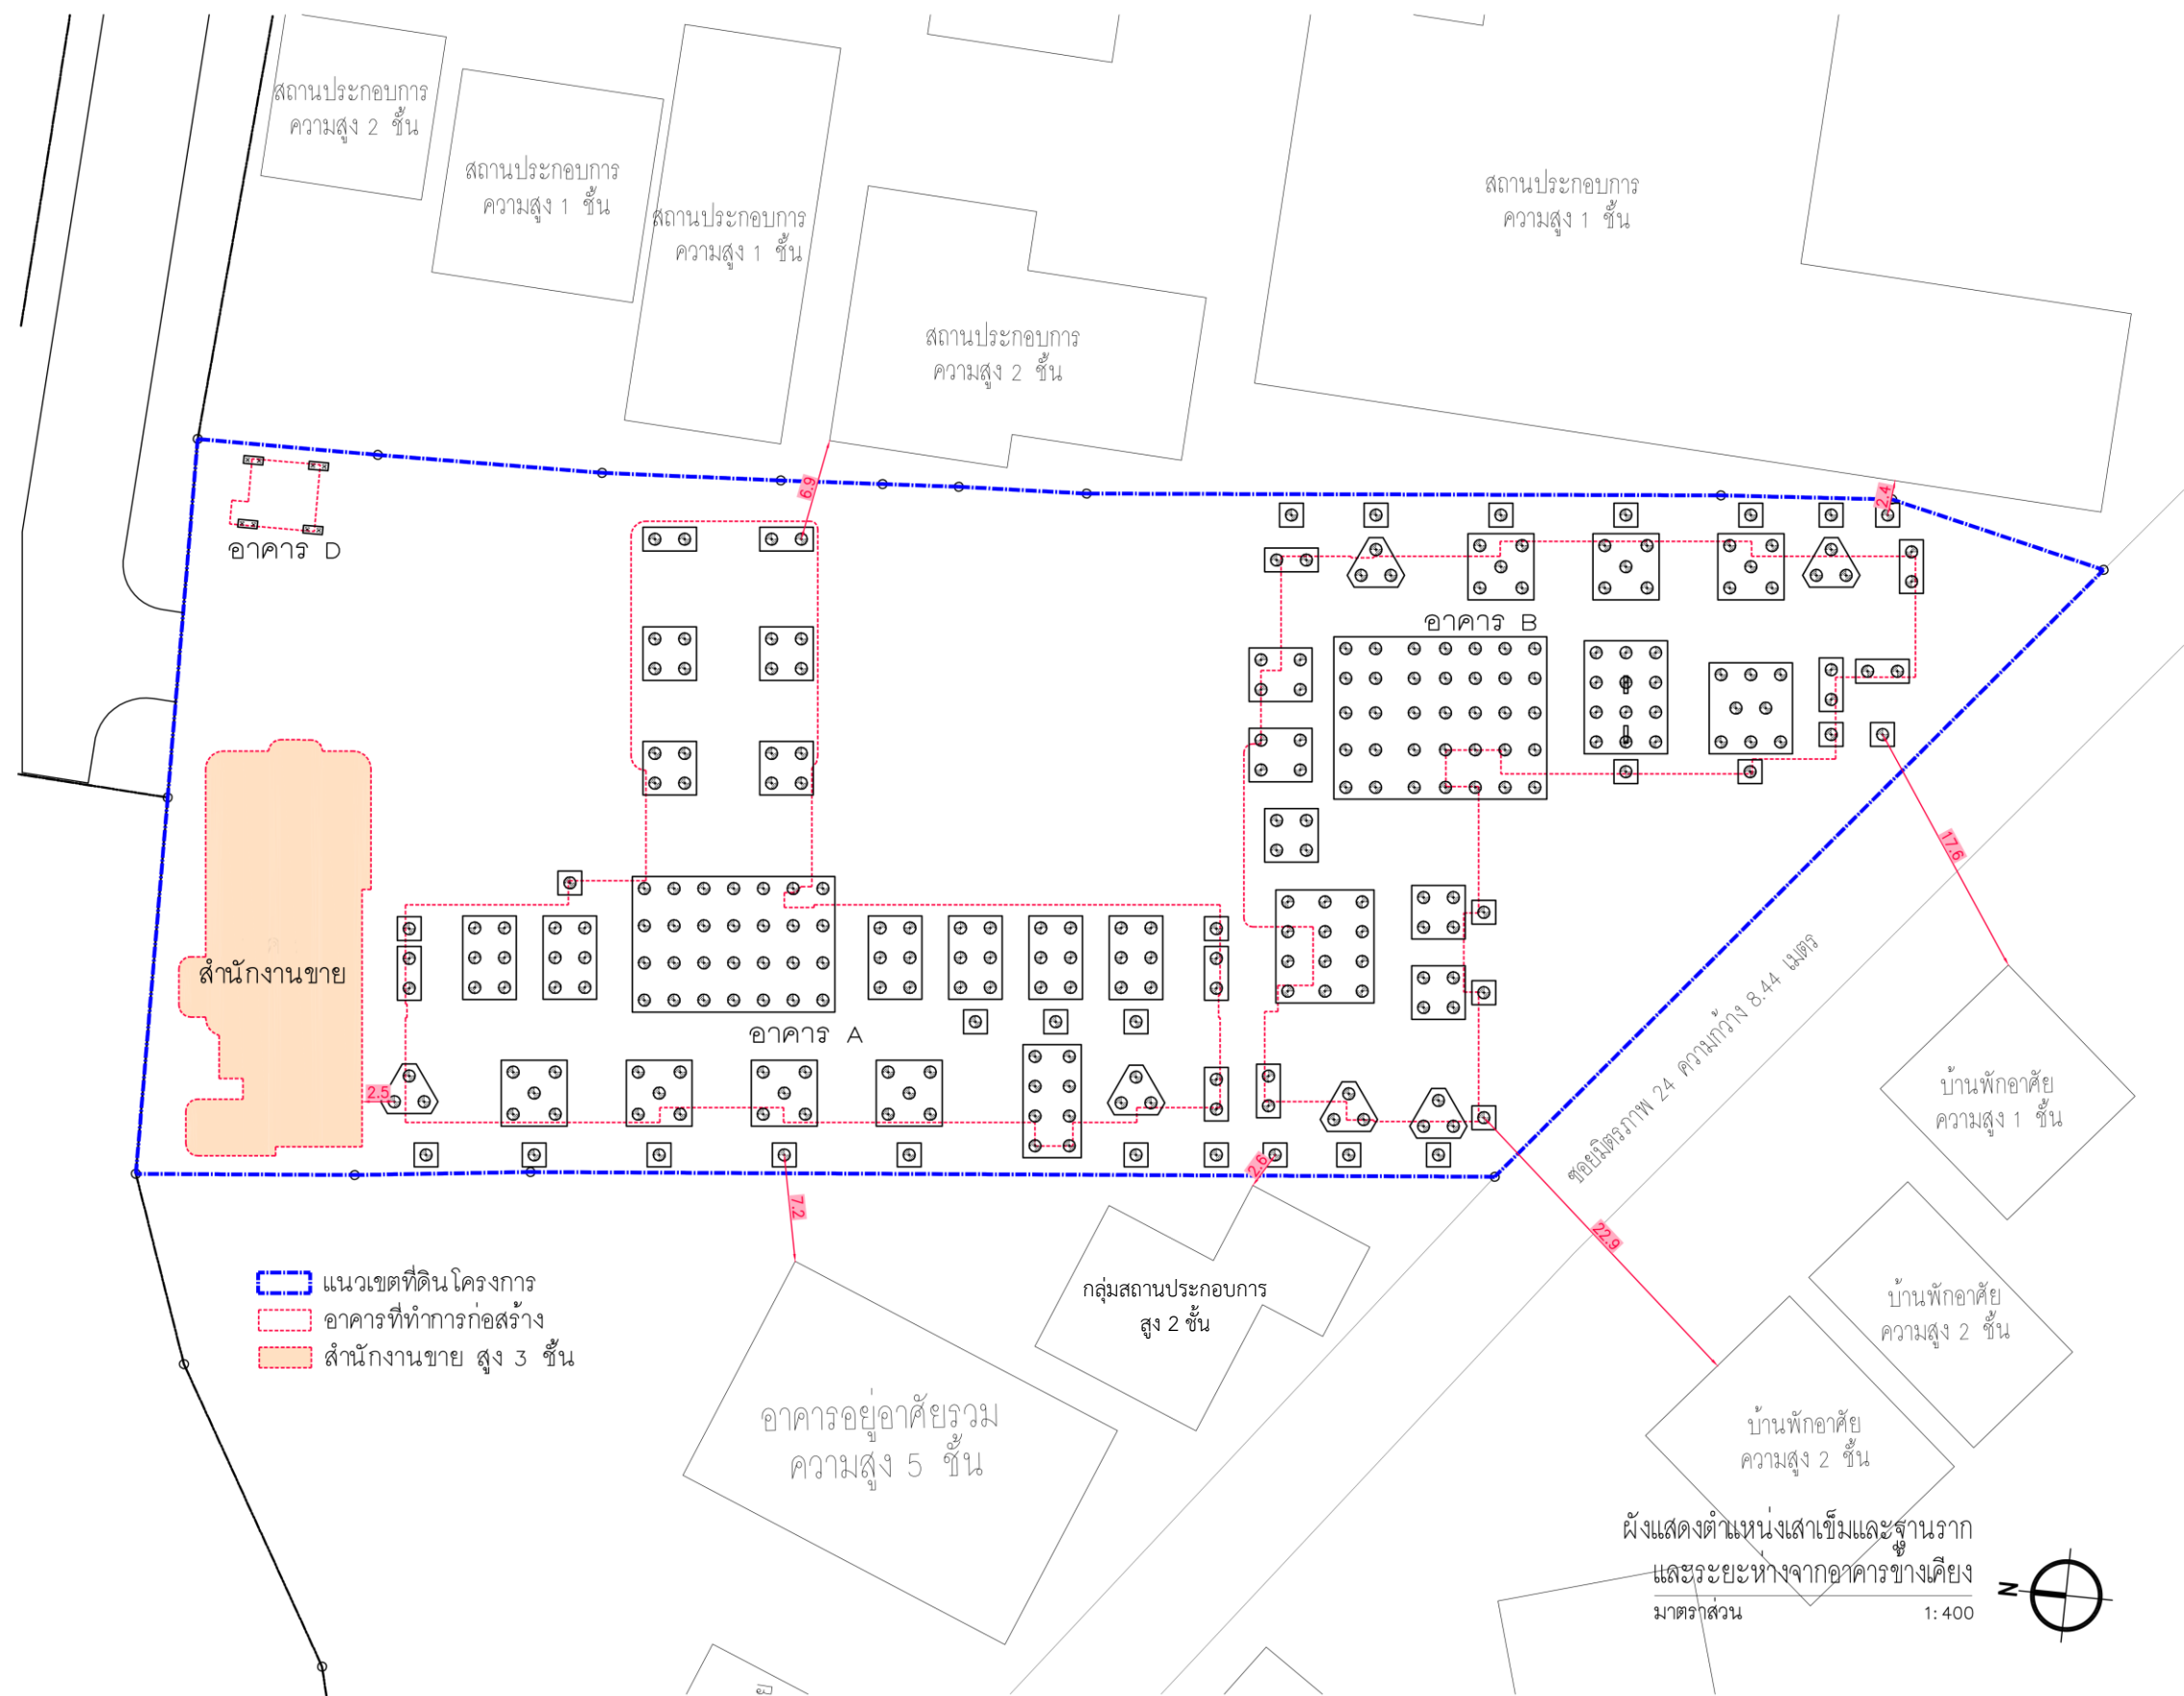 สถานประกอบการ
ความสูง 2 ชั้น
สถานประกอบการ
ความสูง 1 ชั้น
สถานประกอบการ
ความสูง 1 ชั้น
สถานประกอบการ
ความสูง 1 ชั้น
สถานประกอบการ
ความสูง 2 ชั้น
6.9
2.4
อาคาร D
อาคาร B
17.6
สำนักงานขาย
อาคาร A
2.5
ซอยมิตรภาพ 24 ความกว้าง 8.44 เมตร
บ้านพักอาศัย
ความสูง 1 ชั้น
2.6
7.2
22.9
แนวเขตที่ดินโครงการ
อาคารที่ทำการก่อสร้าง
สำนักงานขาย สูง 3 ชั้น
กลุ่มสถานประกอบการ
สูง 2 ชั้น
บ้านพักอาศัย
ความสูง 2 ชั้น
อาคารอยู่อาศัยรวม
ความสูง 5 ชั้น
บ้านพักอาศัย
ความสูง 2 ชั้น
ผังแสดงตำแหน่งเสาเข็มและฐานราก
และระยะห่างจากอาคารข้างเคียง
มาตราส่วน 1:400
N